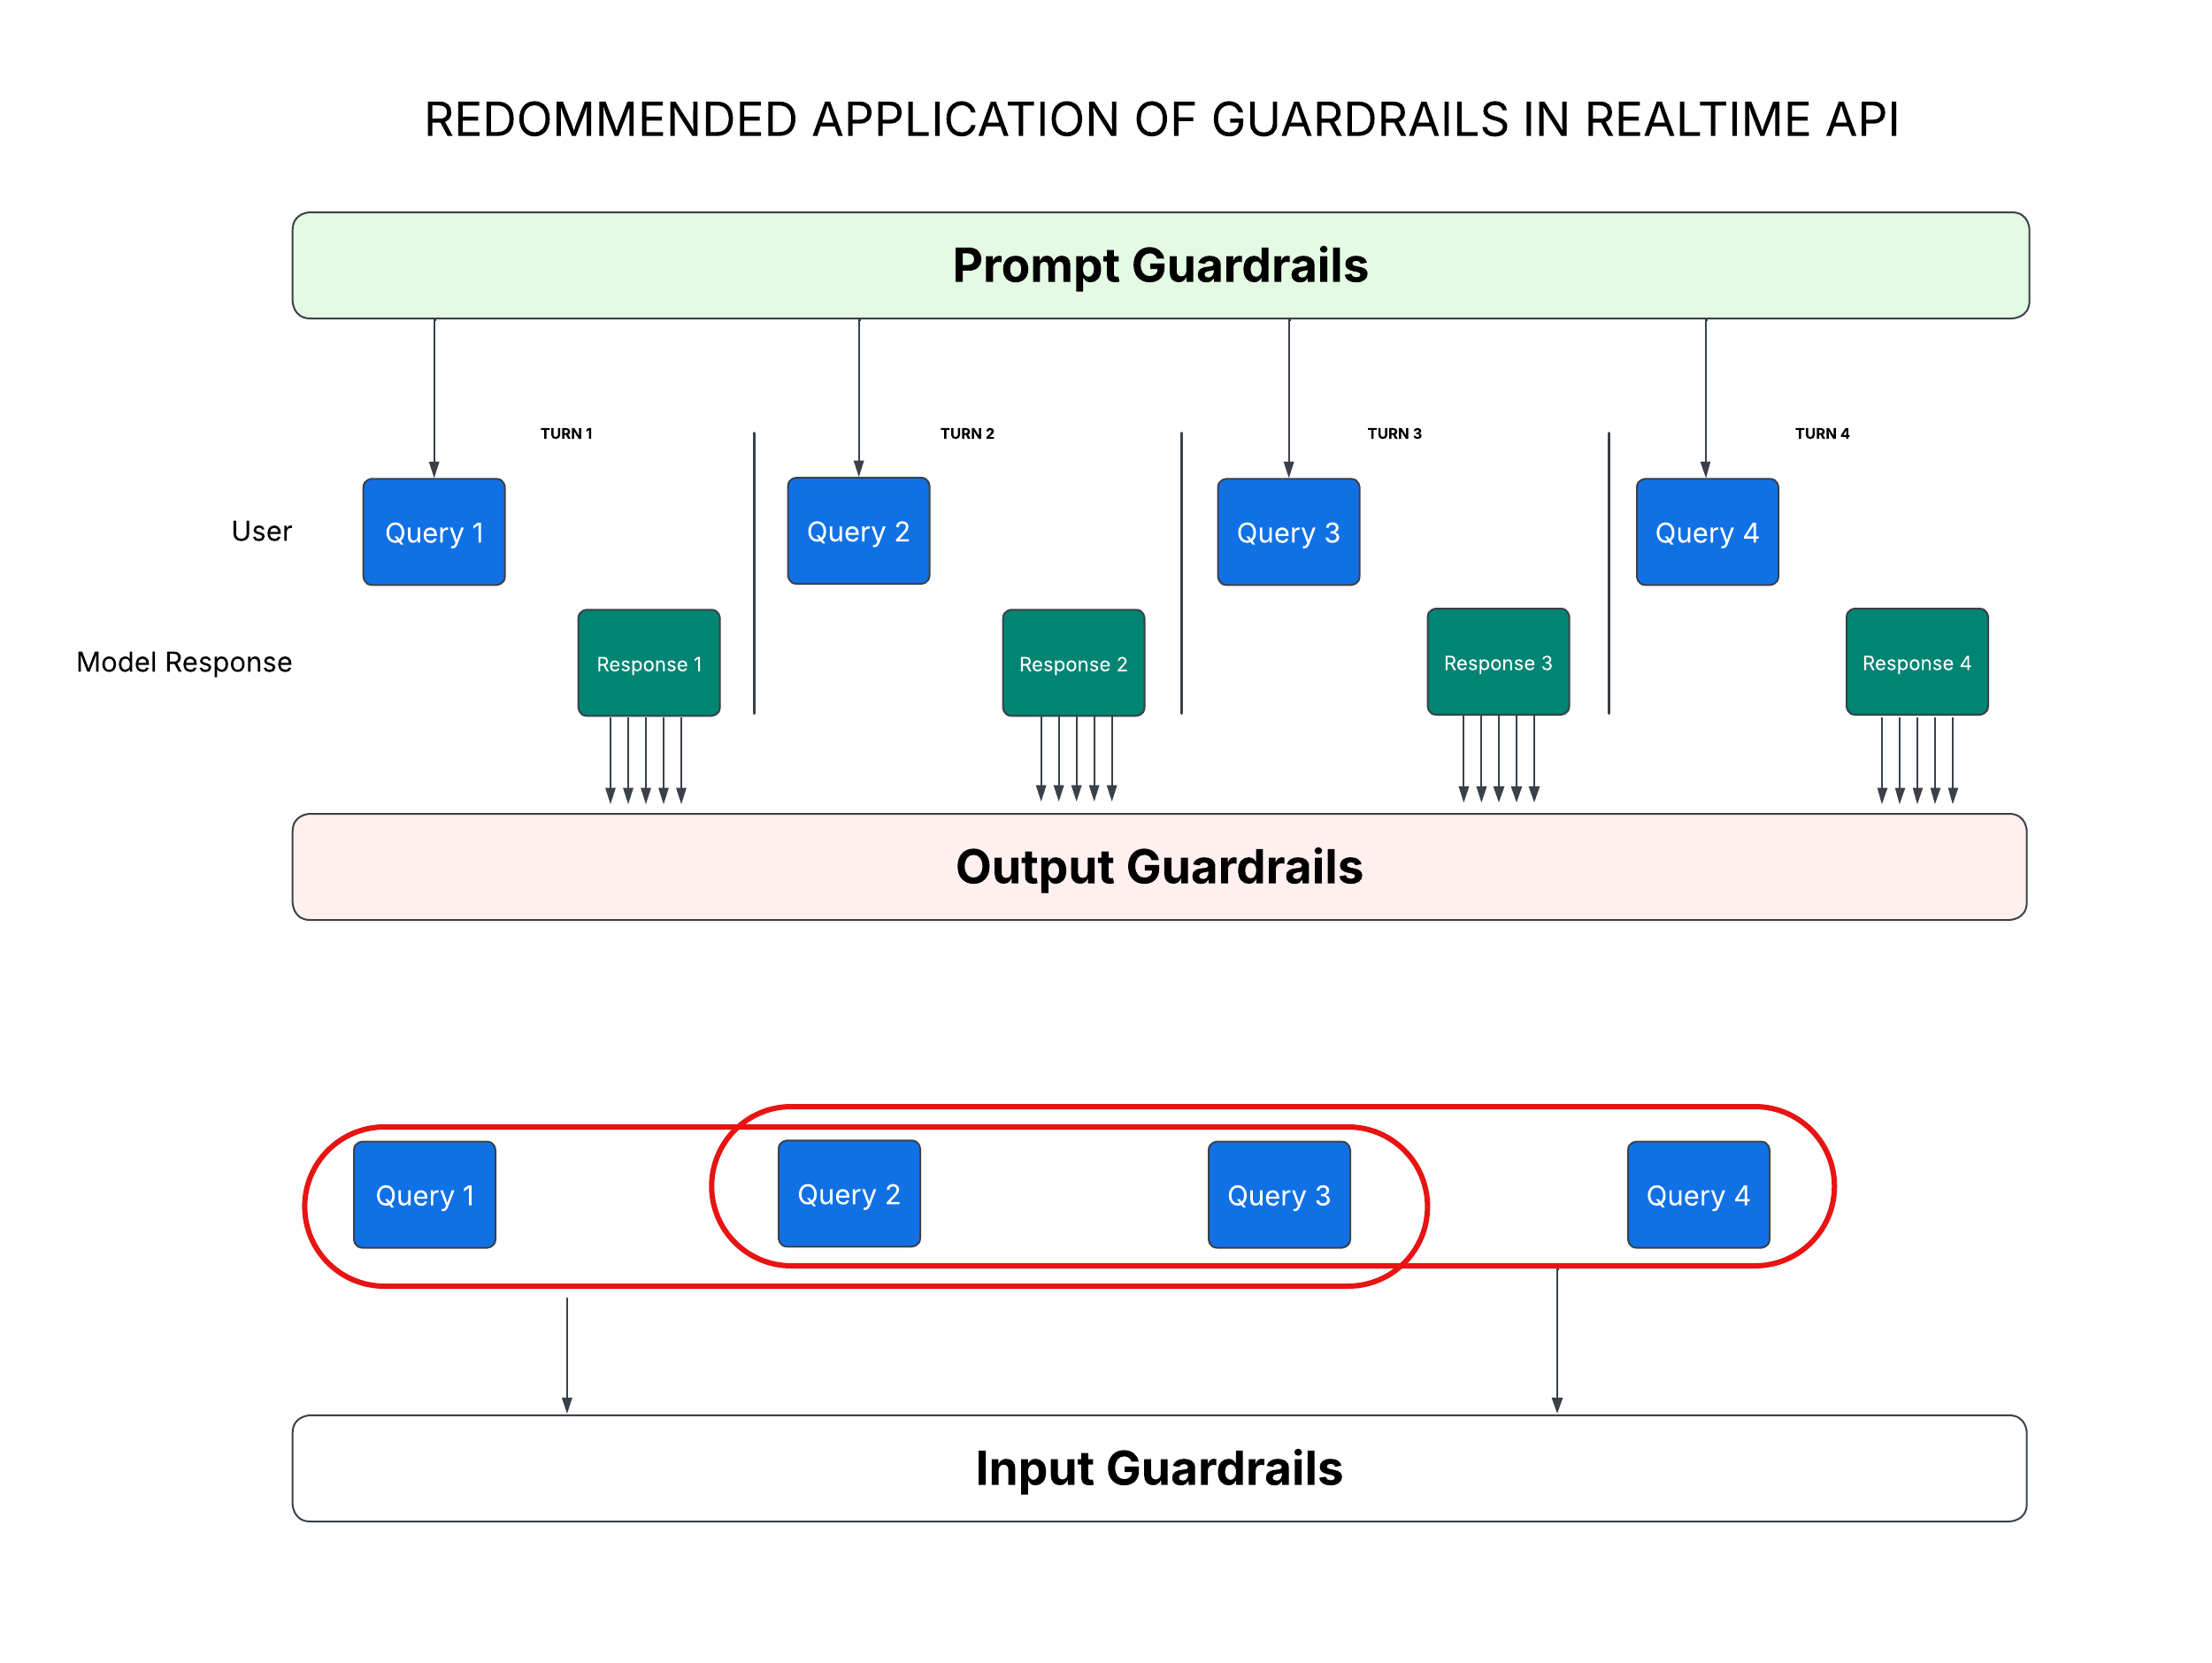 REDOMMENDED APPLICATION OF GUARDRAILS IN REALTIME API
Prompt Guardrails
TURN 1
TURN 2
TURN 3
TURN 4
User
Query 1
Query 2
Query 3
Query 4
Model Response
Response 1
Response 2
Response 3
Response 4
Output Guardrails
Query 1
Query 2
Query 3
Query 4
Input Guardrails